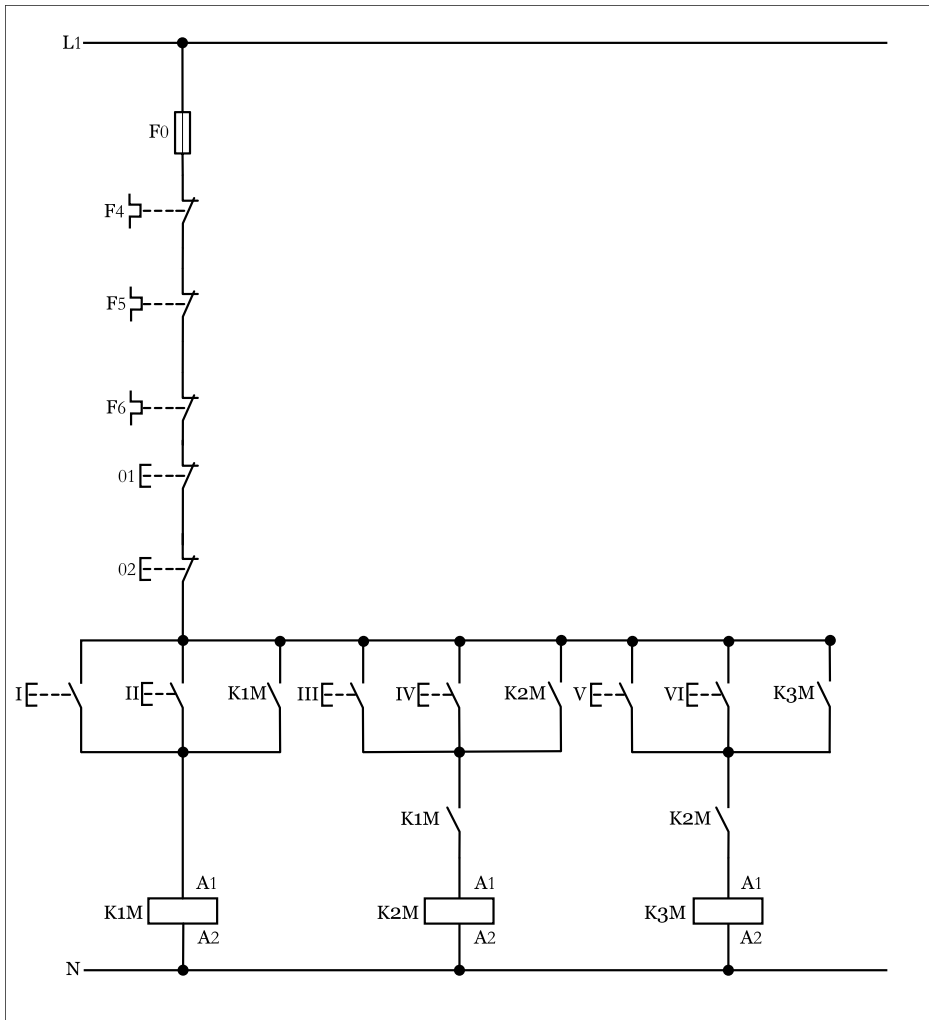 L1
F0
F4
F5
F6
01
02
I II K1M III IV K2M V VI K3M
K1M K2M
A1 A1 A1
K1M K2M K3M
A2 A2 A2
N